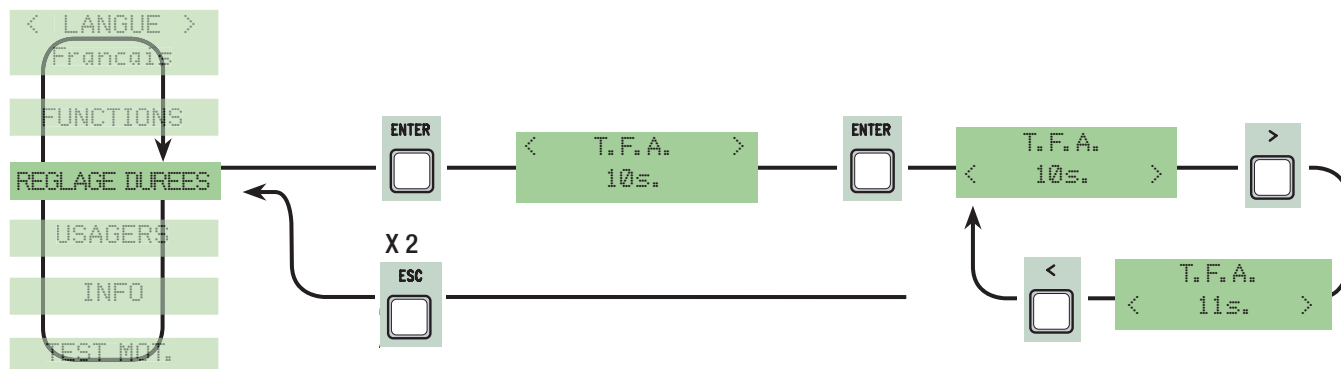 < LANGUE >
Francais
FUNCTIONS
REGLAGE DUREES
USAGERS
INFO
TEST MOT.
ENTER
< T.F.A. >
10s.
ENTER
T.F.A.
< 10s. >
>
X 2
ESC
<
T.F.A.
< 11s. >